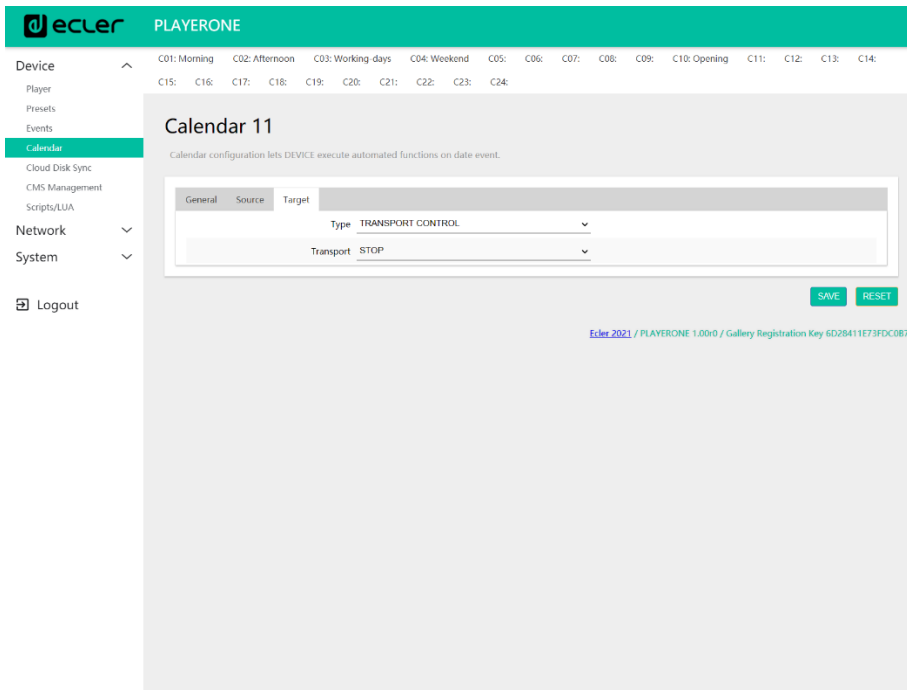 ecler
PLAYERONE
Device
Player
Presets
Events
Calendar
Cloud Disk Sync
CMS Management
Scripts/LUA
Network
System
Logout
C01: Morning C02: Afternoon C03: Working-days C04: Weekend C05: C06: C07: C08: C09: C10: Opening C11: C12: C13: C14:
C15: C16: C17: C18: C19: C20: C21: C22: C23: C24:
Calendar 11
Calendar configuration lets DEVICE execute automated functions on date event.
General Source Target
Type TRANSPORT CONTROL
Transport STOP
SAVE RESET
Ecler 2021 / PLAYERONE 1.00r0 / Gallery Registration Key 6D28411E73FDC0B7